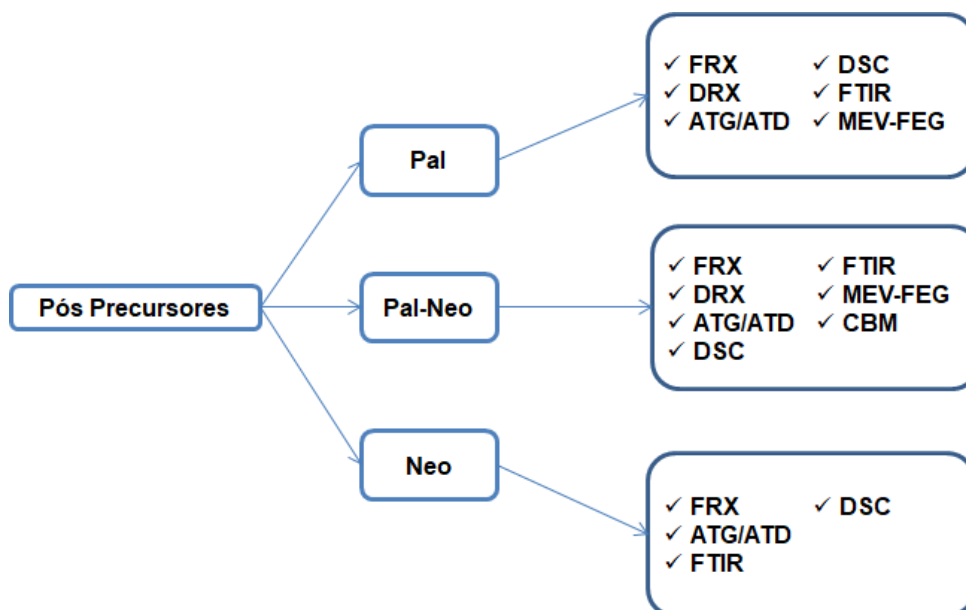 Pós Precursores
Pal
✓ FRX ✓ DSC
✓ DRX ✓ FTIR
✓ ATG/ATD ✓ MEV-FEG
Pal-Neo
✓ FRX ✓ FTIR
✓ DRX ✓ MEV-FEG
✓ ATG/ATD ✓ CBM
✓ DSC
Neo
✓ FRX ✓ DSC
✓ ATG/ATD
✓ FTIR